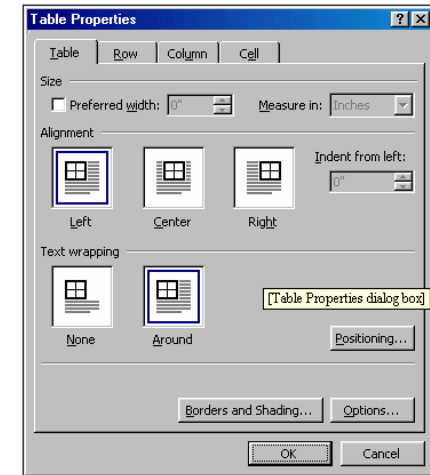 Table Properties
Table Row Column Cell
Size
Preferred width: 0" Measure in: Inches
Alignment
Indent from left:
0"
Left Center Right
Text wrapping
[Table Properties dialog box]
None Around Positioning...
Borders and Shading... Options...
OK Cancel